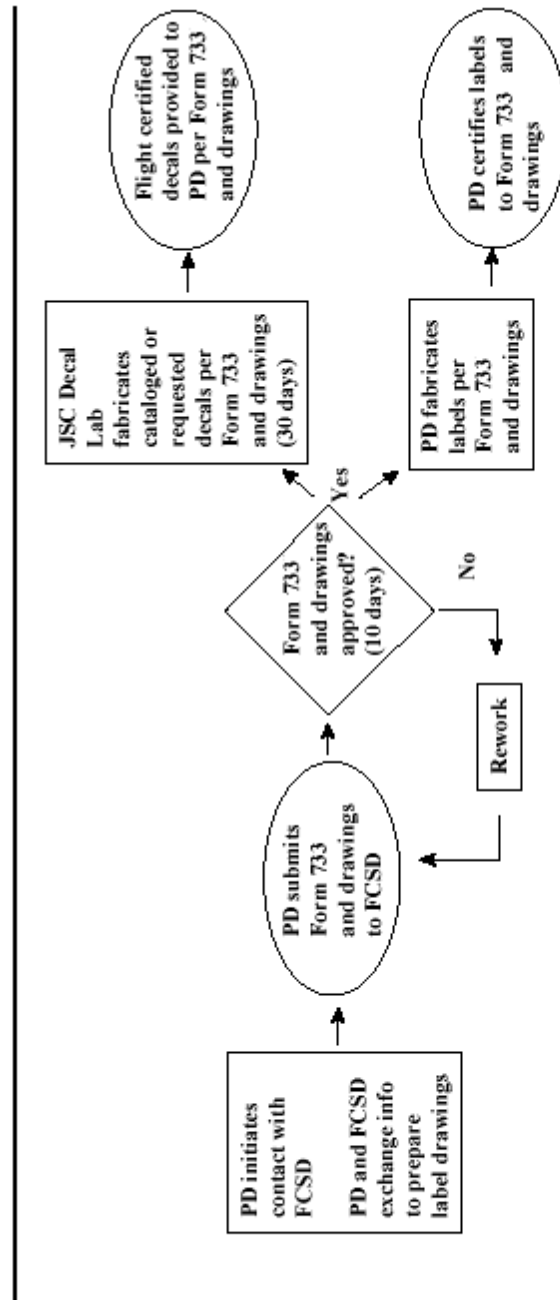 PD initiates
contact with
FCSD
PD and FCSD
exchange info
to prepare
label drawings
PD submits
Form 733
and drawings
to FCSD
Form 733
and drawings
approved?
(10 days)
Yes
No
Rework
JSC Decal
Lab
fabricates
cataloged or
requested
decals per
Form 733
and drawings
(30 days)
Flight certified
decals provided to
PD per Form 733
and drawings
PD fabricates
labels per
Form 733
and drawings
PD certifies labels
to Form 733 and
drawings